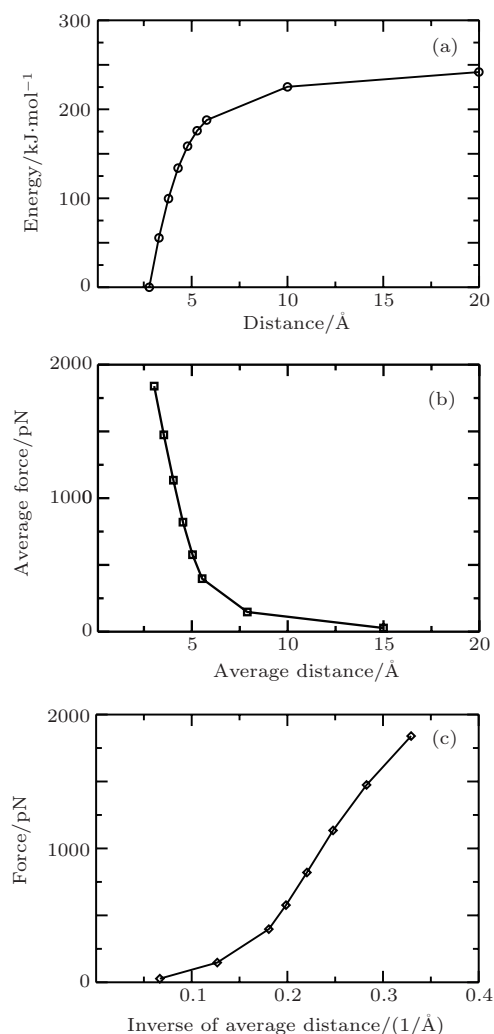 300
(a)
200
100
0
Energy/kJ·mol⁻¹
5 10 15 20
Distance/Å
2000
(b)
1000
0
Average force/pN
5 10 15 20
Average distance/Å
2000
(c)
1000
0
Force/pN
0.1 0.2 0.3 0.4
Inverse of average distance/(1/Å)